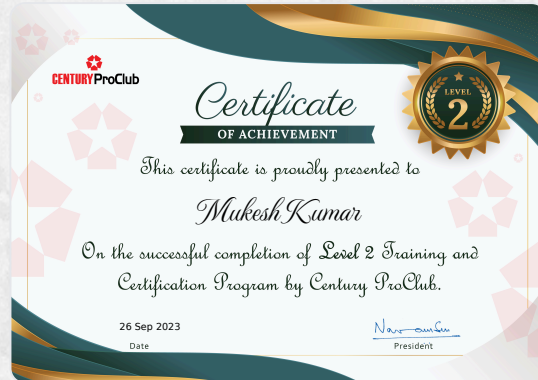 CENTURY ProClub
LEVEL
2
Certificate
OF ACHIEVEMENT
This certificate is proudly presented to
Mukesh Kumar
On the successful completion of Level 2 Training and
Certification Program by Century ProClub.
26 Sep 2023
Date
President